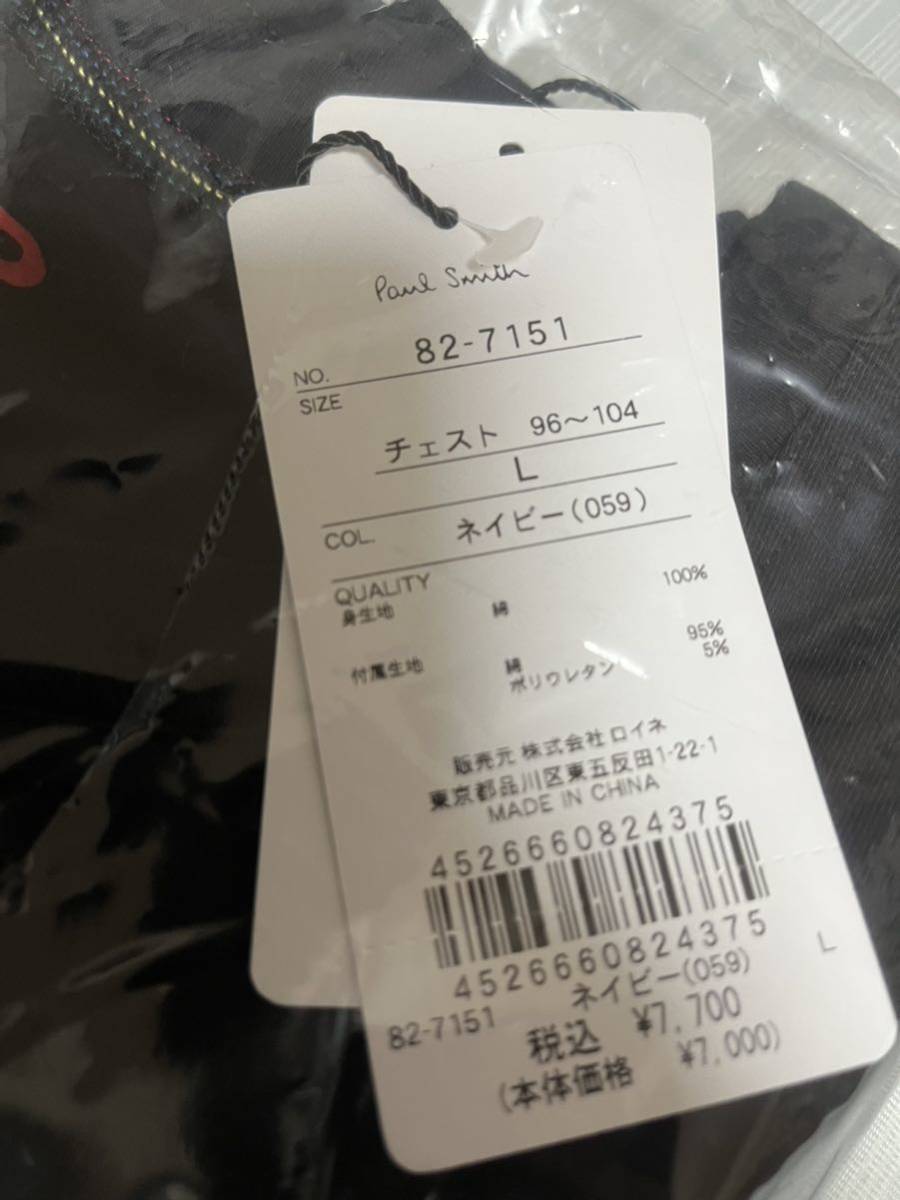 Paul Smith
NO. 82-7151
SIZE
チェスト 96～104
L
COL. ネイビー(059)
QUALITY
身生地 綿 100%
付属生地 綿 95%
ポリウレタン 5%
販売元 株式会社 ロイネ
東京都品川区東五反田1-22-1
MADE IN CHINA
4526660824375
4526660824375
ネイビー(059) L
82-7151
税込 ¥7,700
(本体価格 ¥7,000)